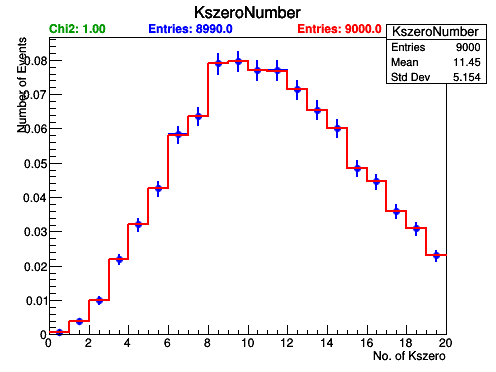 KszeroNumber
Chi2: 1.00 Entries: 8990.0 Entries: 9000.0
KszeroNumber
Entries 9000
Mean 11.45
Std Dev 5.154
Number of Events
0.08
0.07
0.06
0.05
0.04
0.03
0.02
0.01
0
0 2 4 6 8 10 12 14 16 18 20
No. of Kszero